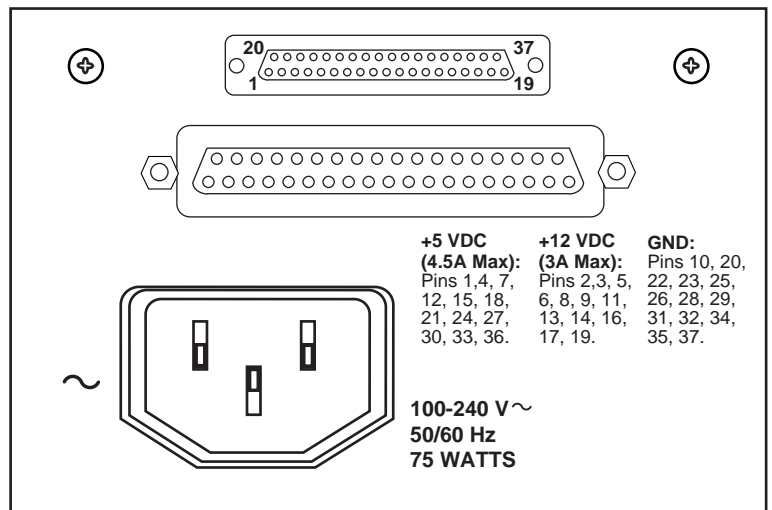 20 37
1 19
+5 VDC
(4.5A Max):
Pins 1,4, 7,
12, 15, 18,
21, 24, 27,
30, 33, 36.
+12 VDC
(3A Max):
Pins 2,3, 5,
6, 8, 9, 11,
13, 14, 16,
17, 19.
GND:
Pins 10, 20,
22, 23, 25,
26, 28, 29,
31, 32, 34,
35, 37.
~
100-240 V~
50/60 Hz
75 WATTS